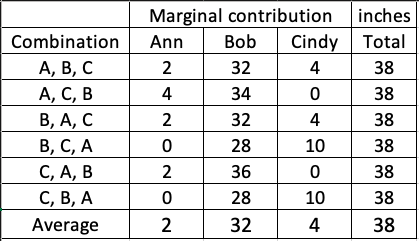 Marginal contribution inches
Combination Ann Bob Cindy Total
A, B, C 2 32 4 38
A, C, B 4 34 0 38
B, A, C 2 32 4 38
B, C, A 0 28 10 38
C, A, B 2 36 0 38
C, B, A 0 28 10 38
Average 2 32 4 38